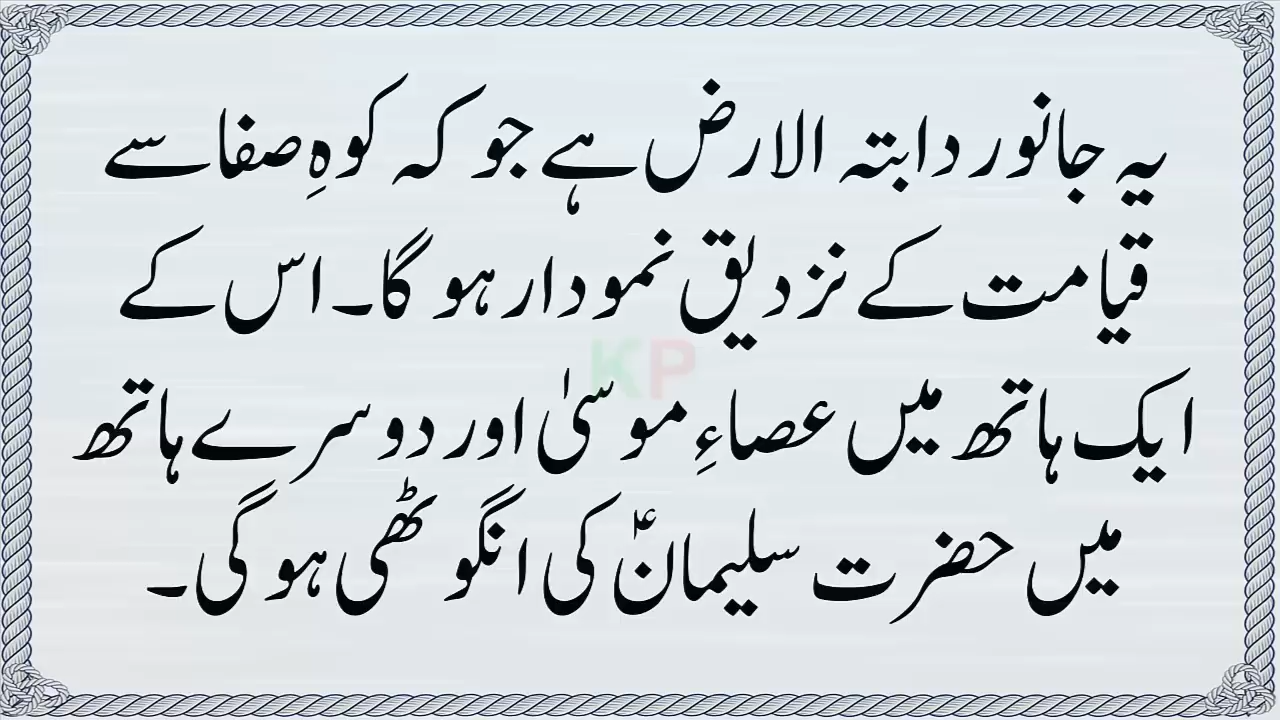 یہ جانور دابتہ الارض ہے جو کہ کوہِ صفا سے
قیامت کے نزدیق نمودار ہو گا۔ اس کے
KP
ایک ہاتھ میں عصاءِ موسیٰ اور دوسرے ہاتھ
میں حضرت سلیمانؑ کی انگوٹھی ہو گی۔